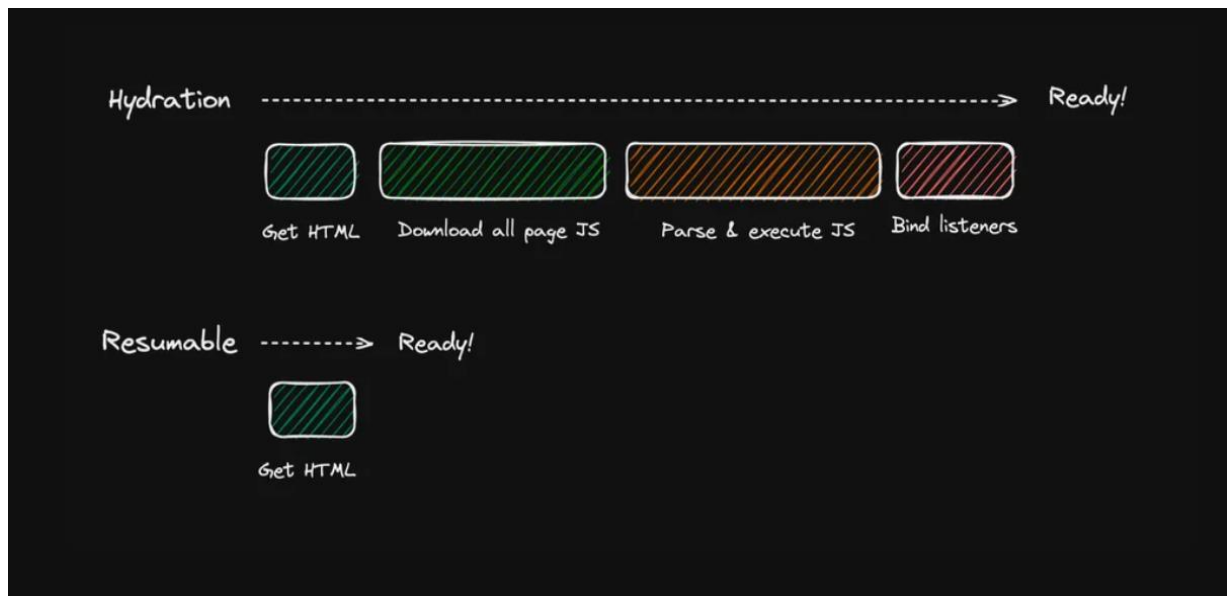 Hydration Ready!
Get HTML Download all page JS Parse & execute JS Bind listeners
Resumable Ready!
Get HTML